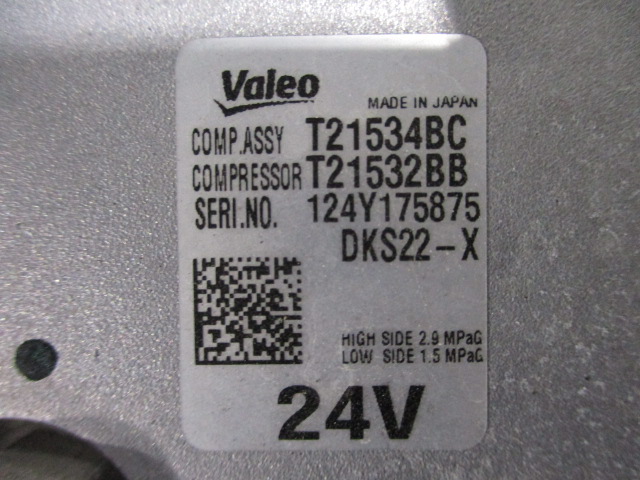 Valeo
MADE IN JAPAN
COMP.ASSY T21534BC
COMPRESSOR T21532BB
SERI.NO. 124Y175875
DKS22-X
HIGH SIDE 2.9 MPaG
LOW SIDE 1.5 MPaG
24V